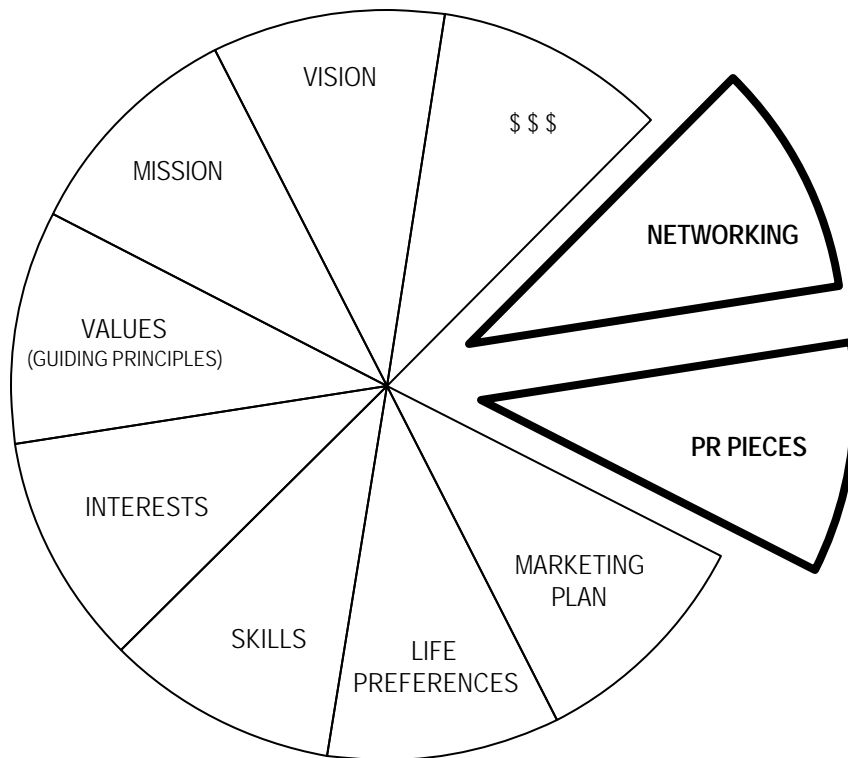 VISION
$ $ $
MISSION
NETWORKING
VALUES
(GUIDING PRINCIPLES)
PR PIECES
INTERESTS
MARKETING
PLAN
SKILLS
LIFE
PREFERENCES